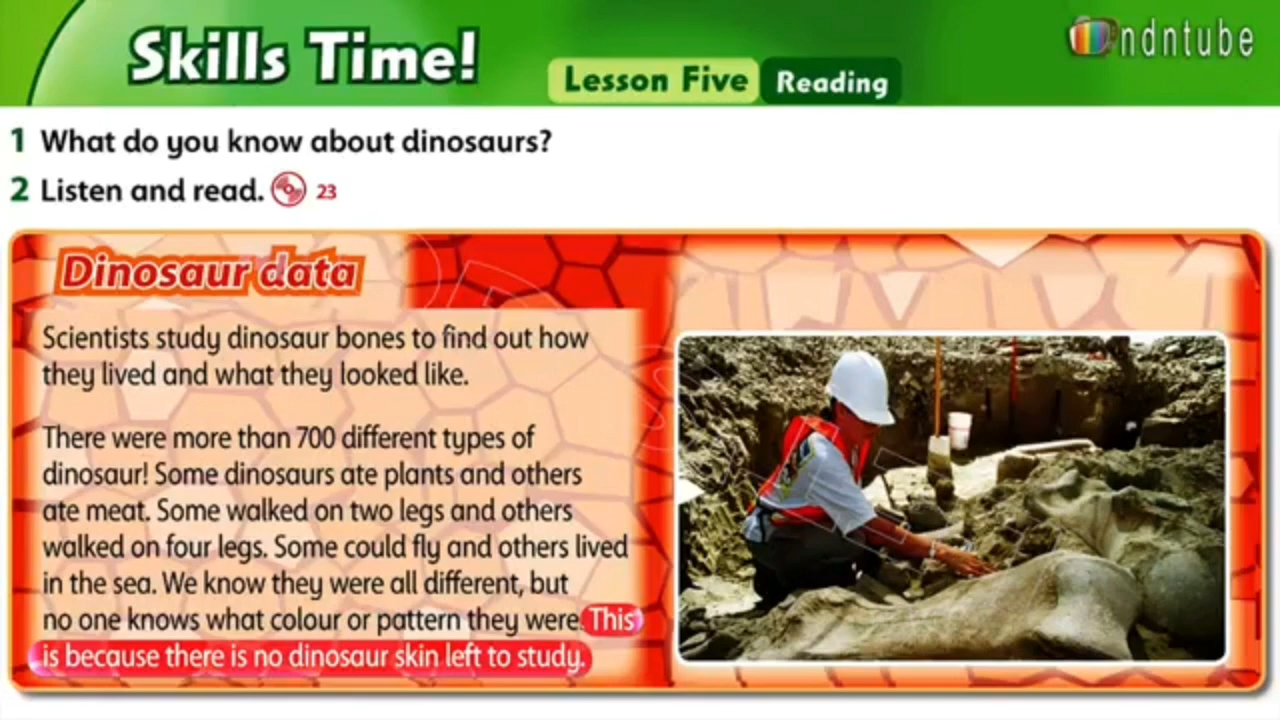 Skills Time!
Lesson Five Reading
ndntube
1 What do you know about dinosaurs?
2 Listen and read. 23
Dinosaur data
Scientists study dinosaur bones to find out how
they lived and what they looked like.
There were more than 700 different types of
dinosaur! Some dinosaurs ate plants and others
ate meat. Some walked on two legs and others
walked on four legs. Some could fly and others lived
in the sea. We know they were all different, but
no one knows what colour or pattern they were. This
is because there is no dinosaur skin left to study.